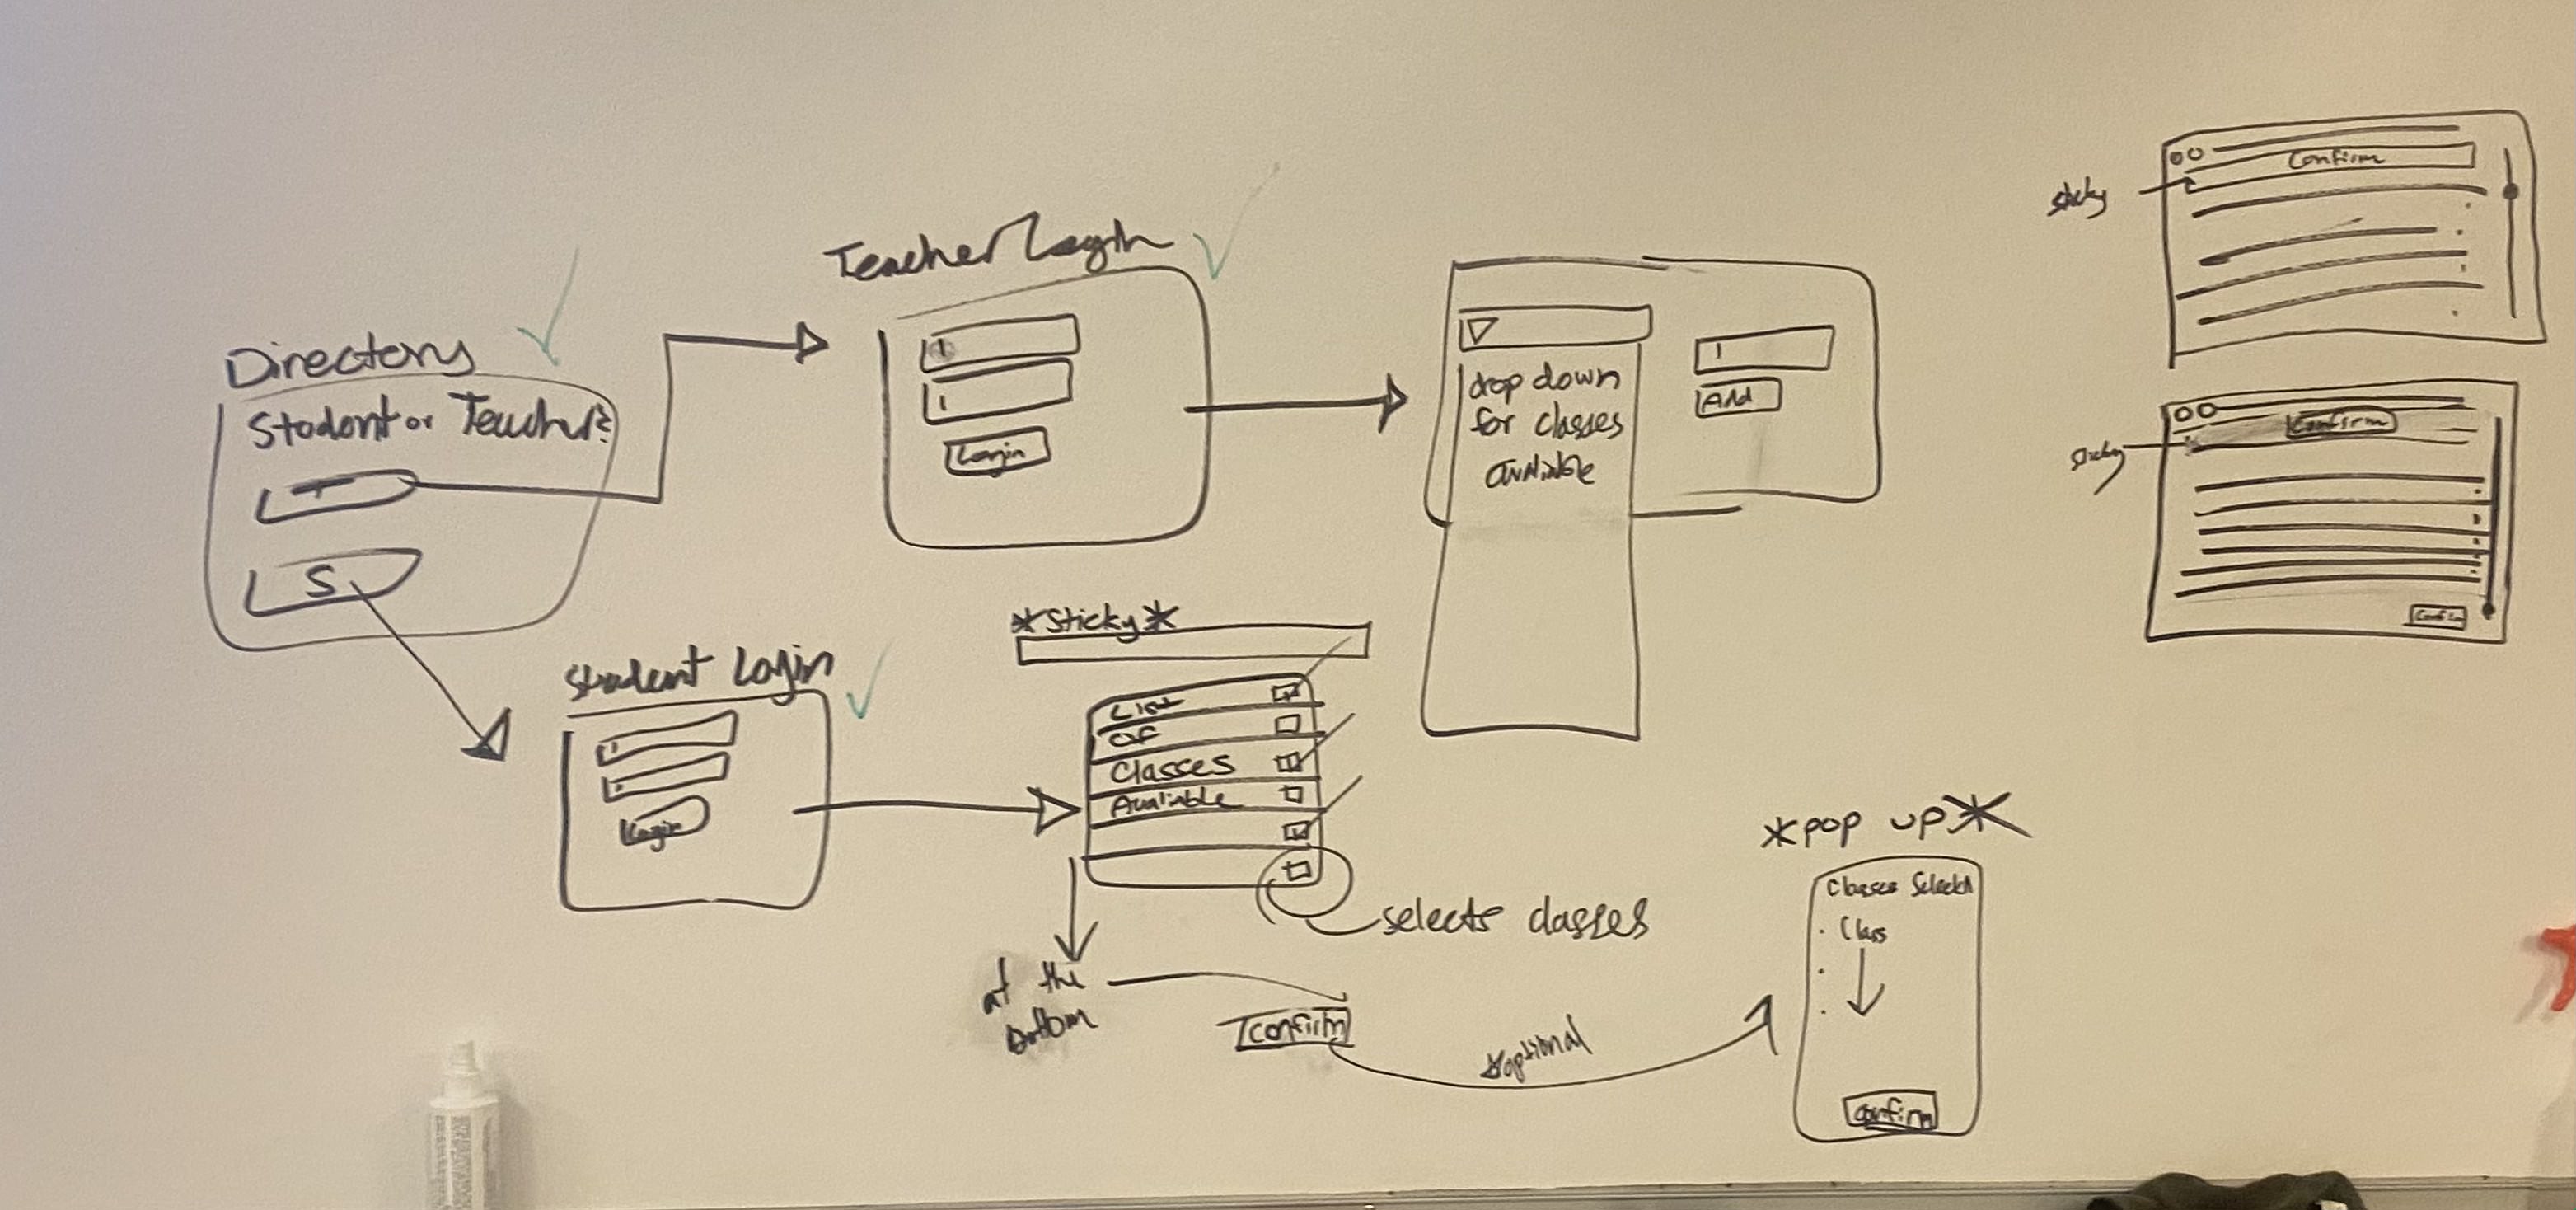 Directory
Student or Teacher?
T
S
Teacher Login
Login
drop down
for classes
available
Add
Student Login
Login
*Sticky*
List
of
Classes
Available
selects classes
at the
bottom
confirm
*optional
*pop up*
Classes Selected
• Class
•
•
confirm
sticky
Confirm
sticky
Confirm
Confirm